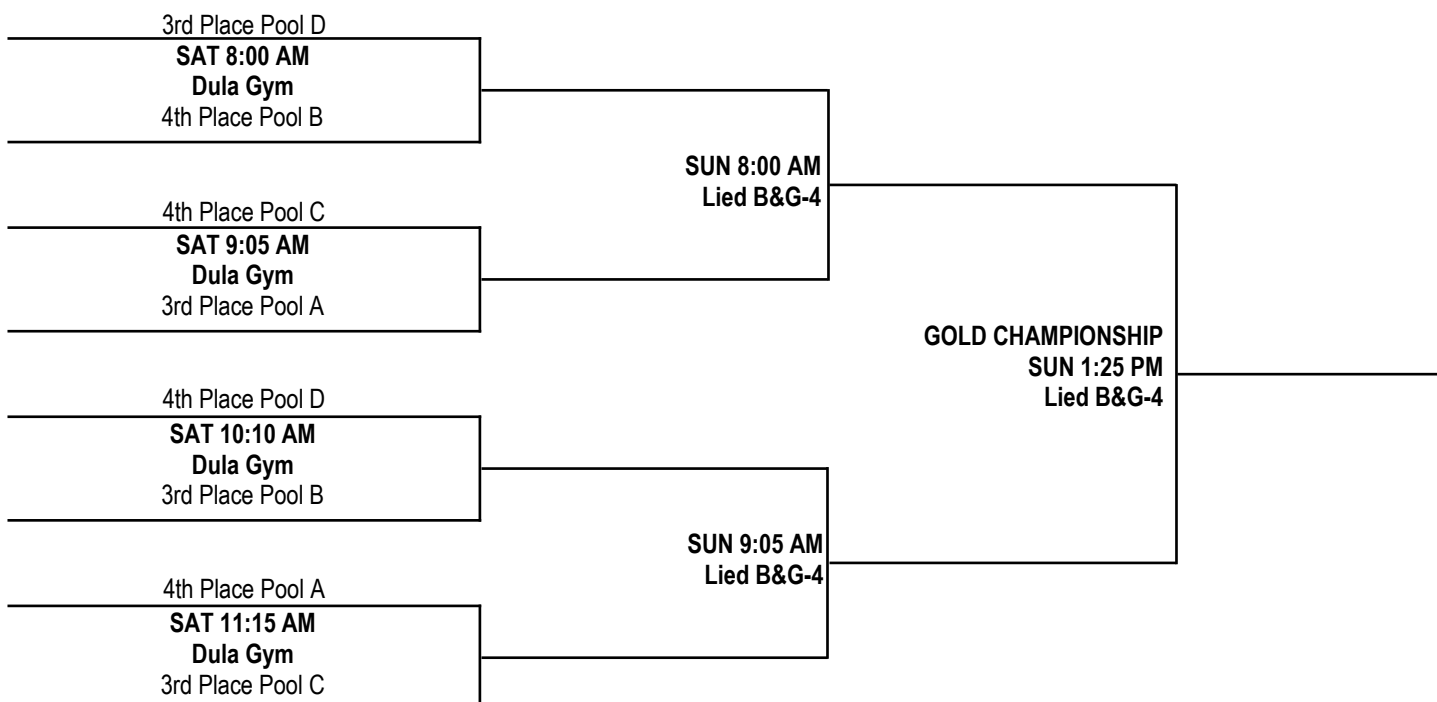 3rd Place Pool D
SAT 8:00 AM
Dula Gym
4th Place Pool B
SUN 8:00 AM
Lied B&G-4
4th Place Pool C
SAT 9:05 AM
Dula Gym
3rd Place Pool A
GOLD CHAMPIONSHIP
SUN 1:25 PM
Lied B&G-4
4th Place Pool D
SAT 10:10 AM
Dula Gym
3rd Place Pool B
SUN 9:05 AM
Lied B&G-4
4th Place Pool A
SAT 11:15 AM
Dula Gym
3rd Place Pool C